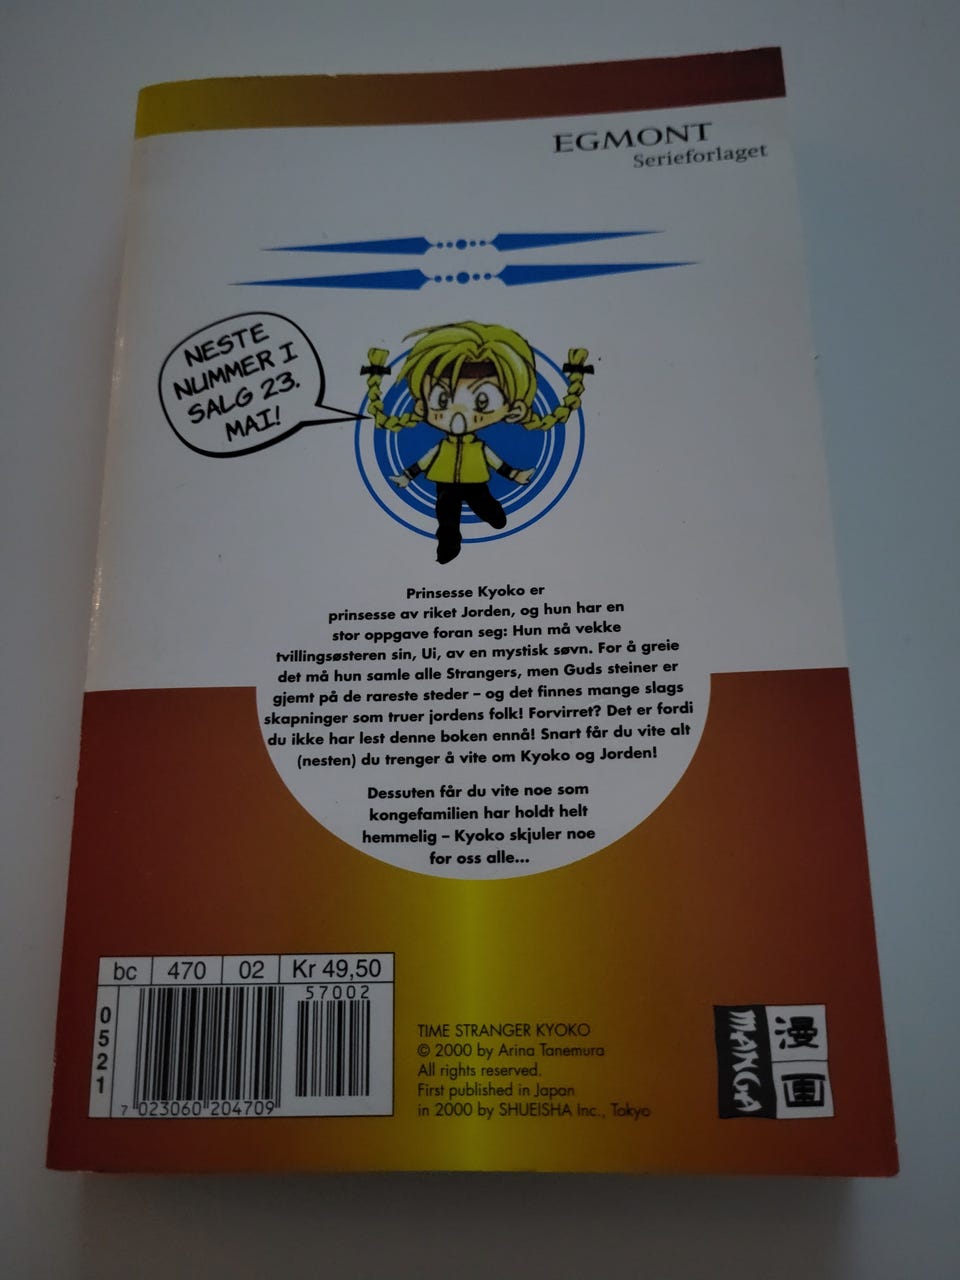 EGMONT
Serieforlaget
NESTE
NUMMER I
SALG 23.
MAI!
Prinsesse Kyoko er
prinsesse av riket Jorden, og hun har en
stor oppgave foran seg: Hun må vekke
tvillingsøsteren sin, Ui, av en mystisk søvn. For å greie
det må hun samle alle Strangers, men Guds steiner er
gjemt på de rareste steder – og det finnes mange slags
skapninger som truer jordens folk! Forvirret? Det er fordi
du ikke har lest denne boken ennå! Snart får du vite alt
(nesten) du trenger å vite om Kyoko og Jorden!
Dessuten får du vite noe som
kongefamilien har holdt helt
hemmelig – Kyoko skjuler noe
for oss alle...
bc 470 02 Kr 49,50
57002
0521
7 023060 204709
TIME STRANGER KYOKO
© 2000 by Arina Tanemura
All rights reserved.
First published in Japan
in 2000 by SHUEISHA Inc., Tokyo
MANGA
漫
画